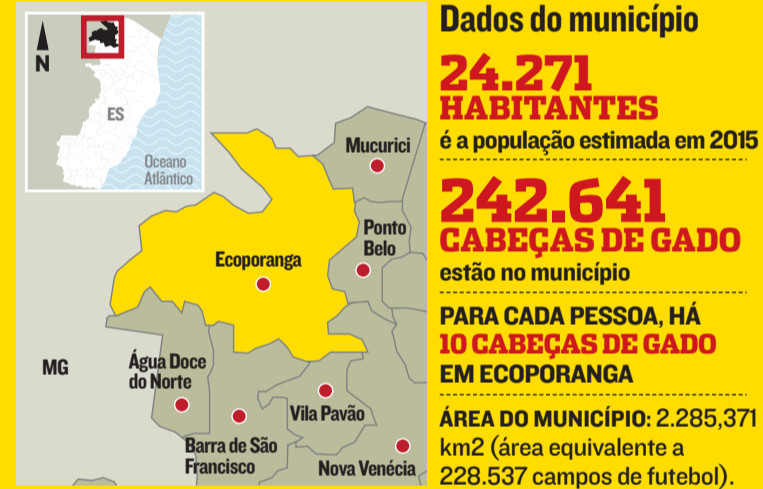 N
ES
Oceano
Atlântico
Mucurici
Ponto
Belo
Ecoporanga
MG
Água Doce
do Norte
Vila Pavão
Barra de São
Francisco
Nova Venécia
Dados do município
24.271
HABITANTES
é a população estimada em 2015
242.641
CABEÇAS DE GADO
estão no município
PARA CADA PESSOA, HÁ
10 CABEÇAS DE GADO
EM ECOPORANGA
ÁREA DO MUNICÍPIO: 2.285,371
km2 (área equivalente a
228.537 campos de futebol).